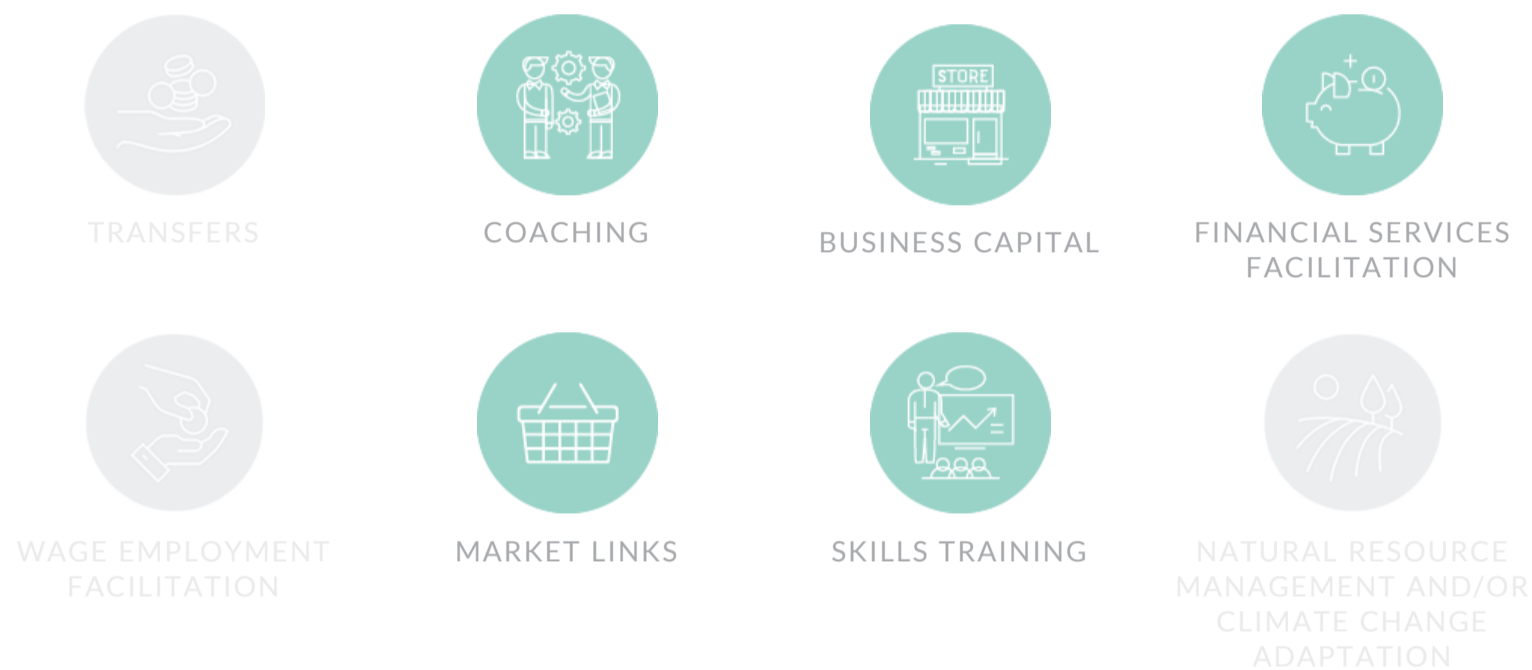 STORE
TRANSFERS
COACHING
BUSINESS CAPITAL
FINANCIAL SERVICES
FACILITATION
WAGE EMPLOYMENT
FACILITATION
MARKET LINKS
SKILLS TRAINING
NATURAL RESOURCE
MANAGEMENT AND/OR
CLIMATE CHANGE
ADAPTATION